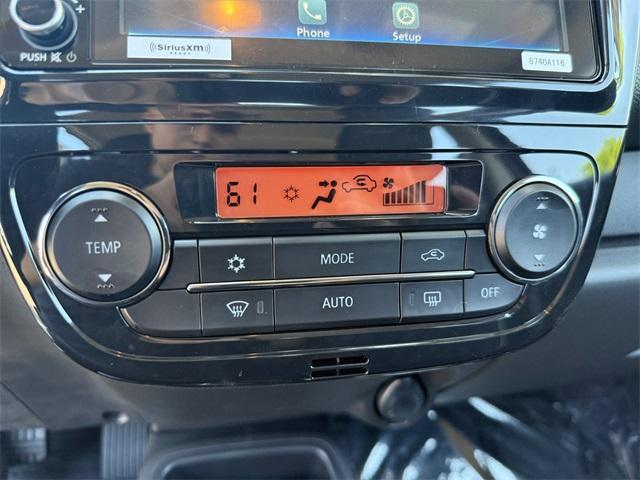 Phone
Setup
((SiriusXM))
READY
8740A116
PUSH
61
TEMP
MODE
AUTO
OFF